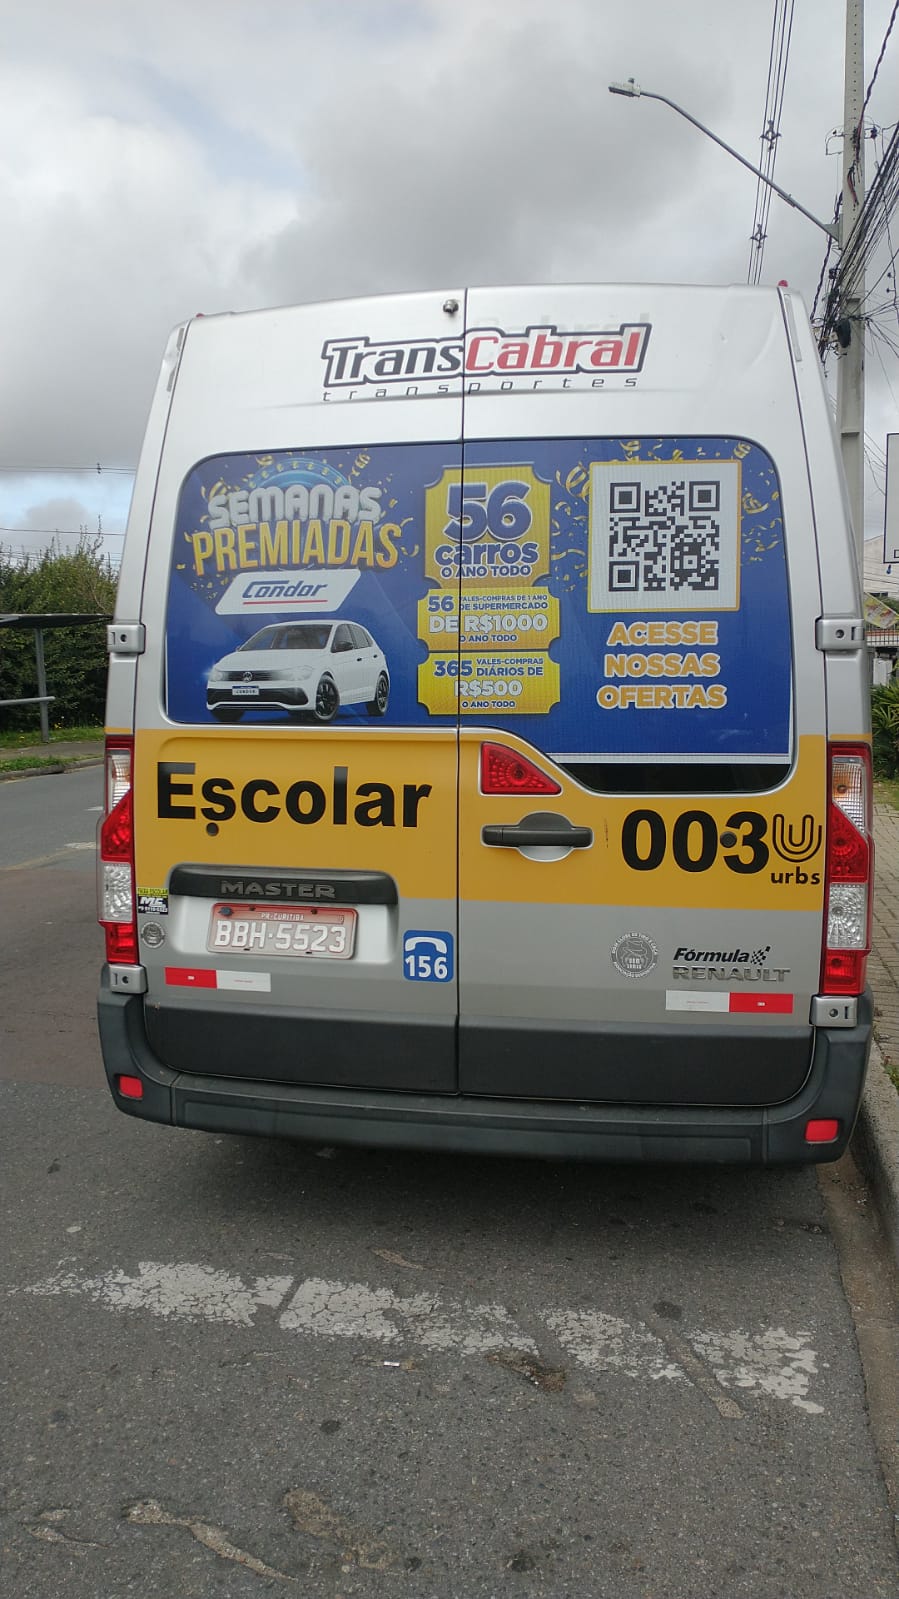 TransCabral
transportes
SEMANAS
PREMIADAS
Condor
CONDOR
56
carros
O ANO TODO
56 VALES-COMPRAS DE 1 ANO
DE SUPERMERCADO
DE R$1000
O ANO TODO
365 VALES-COMPRAS
DIÁRIOS DE
R$500
O ANO TODO
ACESSE
NOSSAS
OFERTAS
Escolar
003
urbs
MASTER
PR-CURITIBA
BBH-5523
156
Fórmula
RENAULT